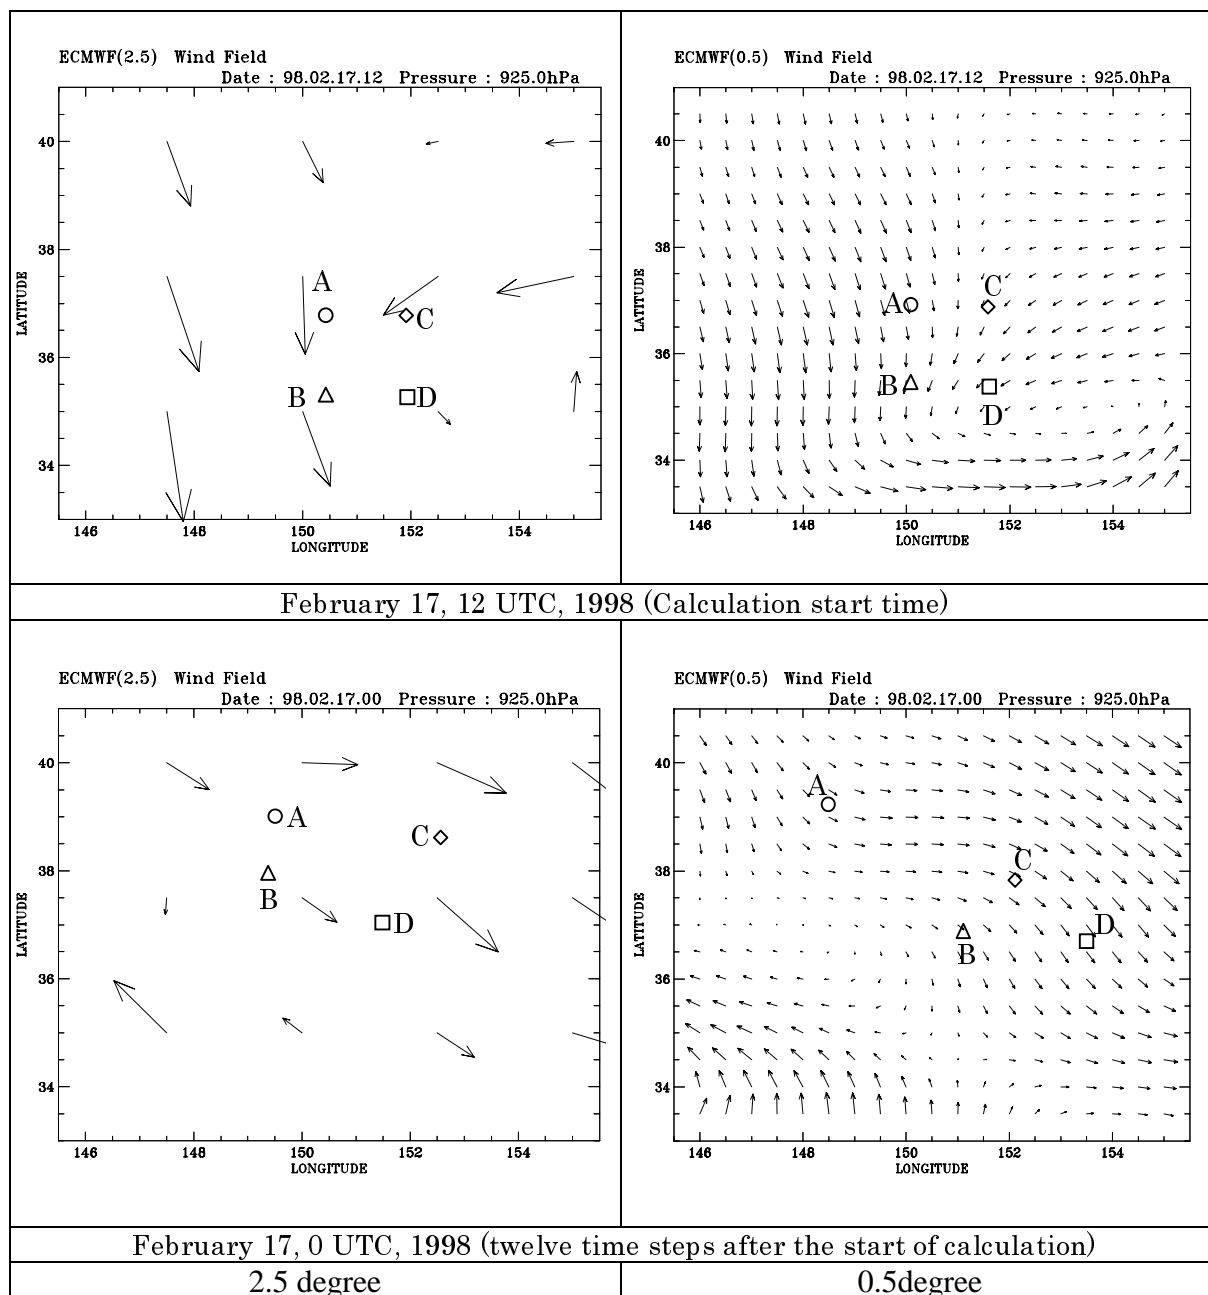 ECMWF(2.5) Wind Field
Date : 98.02.17.12 Pressure : 925.0hPa
40
38
36
34
LATITUDE
A
C
B
D
146 148 150 152 154
LONGITUDE
ECMWF(0.5) Wind Field
Date : 98.02.17.12 Pressure : 925.0hPa
40
38
36
34
LATITUDE
C
A
B
D
146 148 150 152 154
LONGITUDE
February 17, 12 UTC, 1998 (Calculation start time)
ECMWF(2.5) Wind Field
Date : 98.02.17.00 Pressure : 925.0hPa
40
38
36
34
LATITUDE
A
C
B
D
146 148 150 152 154
LONGITUDE
ECMWF(0.5) Wind Field
Date : 98.02.17.00 Pressure : 925.0hPa
40
38
36
34
LATITUDE
A
C
D
B
146 148 150 152 154
LONGITUDE
February 17, 0 UTC, 1998 (twelve time steps after the start of calculation)
2.5 degree
0.5degree